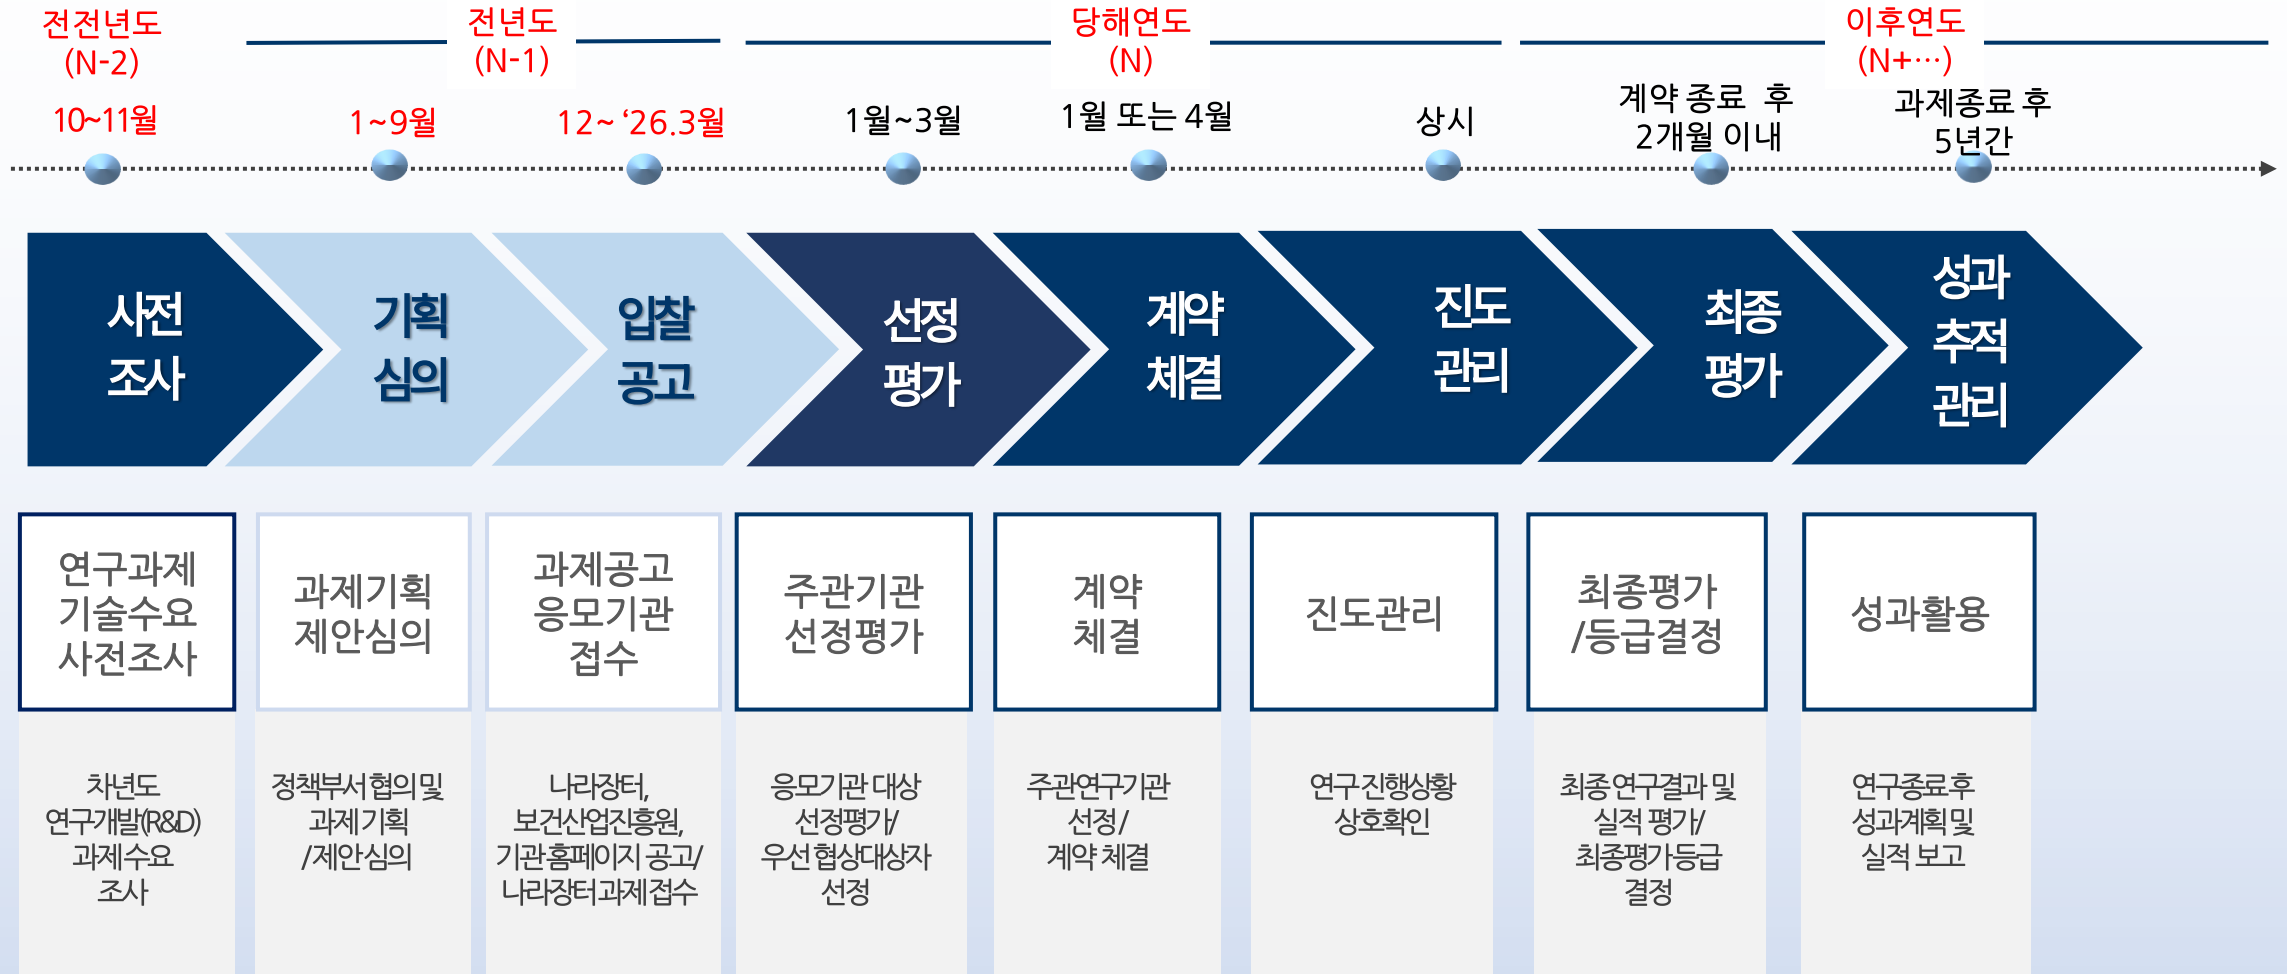 전전년도
(N-2)
전년도
(N-1)
당해연도
(N)
이후연도
(N+···)
10~11월
1~9월
12~ ‘26.3월
1월~3월
1월 또는 4월
상시
계약 종료 후
2개월 이내
과제종료 후
5년간
사전
조사
기획
심의
입찰
공고
선정
평가
계약
체결
진도
관리
최종
평가
성과
추적
관리
연구과제
기술수요
사전조사
과제기획
제안심의
과제공고
응모기관
접수
주관기관
선정평가
계약
체결
진도관리
최종평가
/등급결정
성과활용
차년도
연구개발(R&D)
과제 수요
조사
정책부서 협의 및
과제 기획
/ 제안 심의
나라장터,
보건산업진흥원,
기관 홈페이지 공고/
나라장터 과제 접수
응모기관 대상
선정평가/
우선 협상대상자
선정
주관연구기관
선정 /
계약 체결
연구 진행상황
상호확인
최종 연구결과 및
실적 평가/
최종평가 등급
결정
연구종료 후
성과계획 및
실적 보고